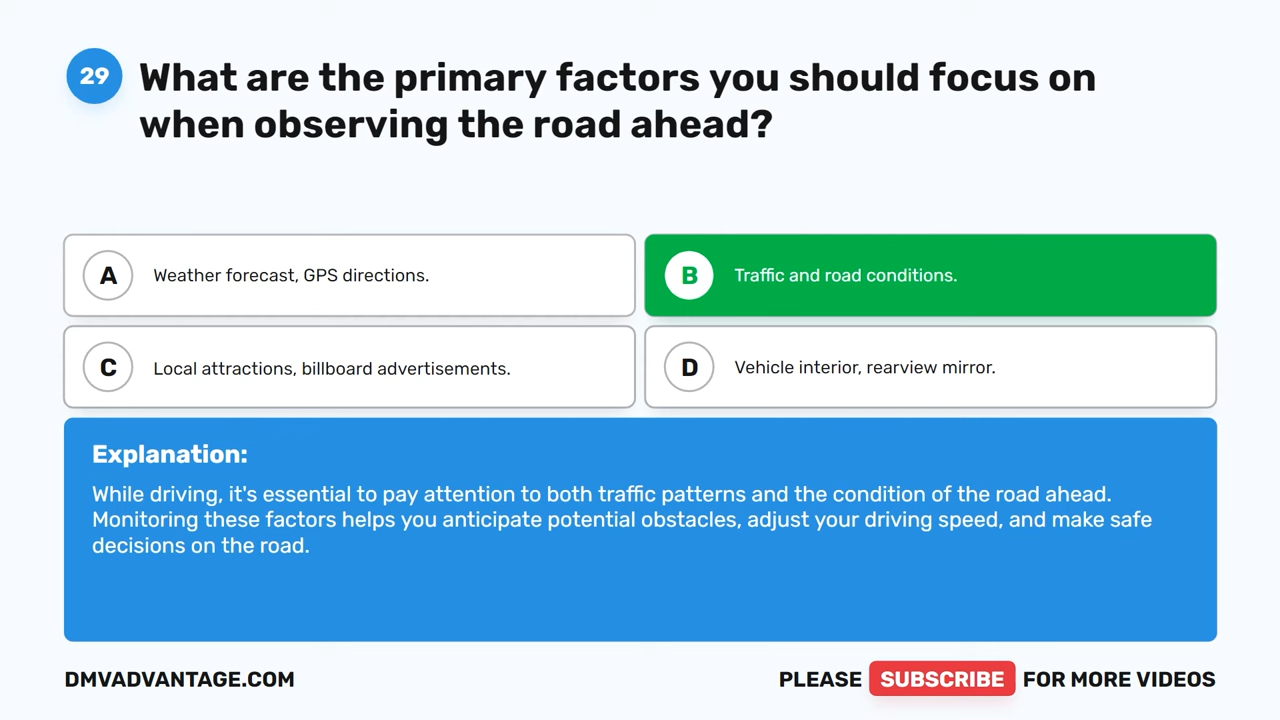 29
What are the primary factors you should focus on
when observing the road ahead?
A
Weather forecast, GPS directions.
B
Traffic and road conditions.
C
Local attractions, billboard advertisements.
D
Vehicle interior, rearview mirror.
Explanation:
While driving, it's essential to pay attention to both traffic patterns and the condition of the road ahead.
Monitoring these factors helps you anticipate potential obstacles, adjust your driving speed, and make safe
decisions on the road.
DMVADVANTAGE.COM
PLEASE SUBSCRIBE FOR MORE VIDEOS